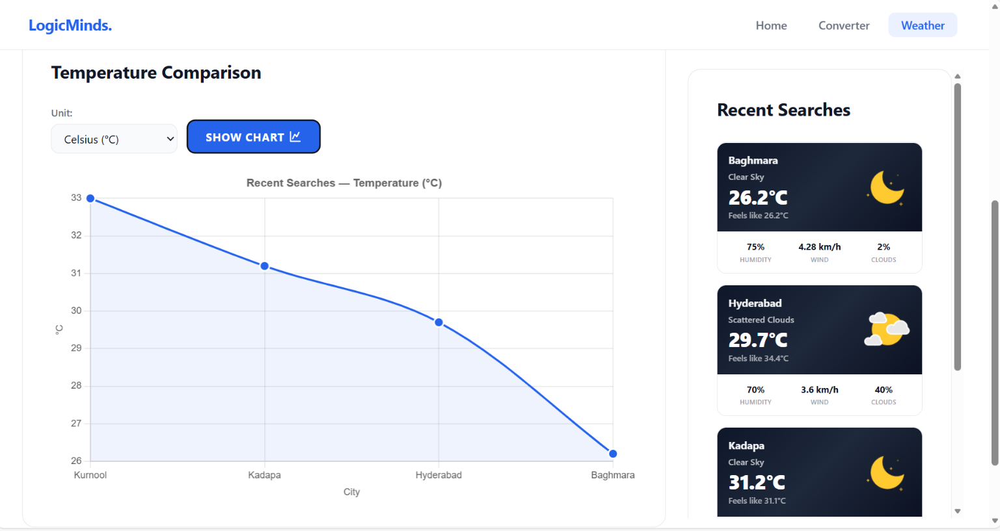 LogicMinds.
Home
Converter
Weather
Temperature Comparison
Unit:
Celsius (°C)
SHOW CHART
Recent Searches — Temperature (°C)
33
32
31
30
29
28
27
26
°C
Kurnool
Kadapa
Hyderabad
Baghmara
City
Recent Searches
Baghmara
Clear Sky
26.2°C
Feels like 26.2°C
75%
4.28 km/h
2%
HUMIDITY
WIND
CLOUDS
Hyderabad
Scattered Clouds
29.7°C
Feels like 34.4°C
70%
3.6 km/h
40%
HUMIDITY
WIND
CLOUDS
Kadapa
Clear Sky
31.2°C
Feels like 31.1°C